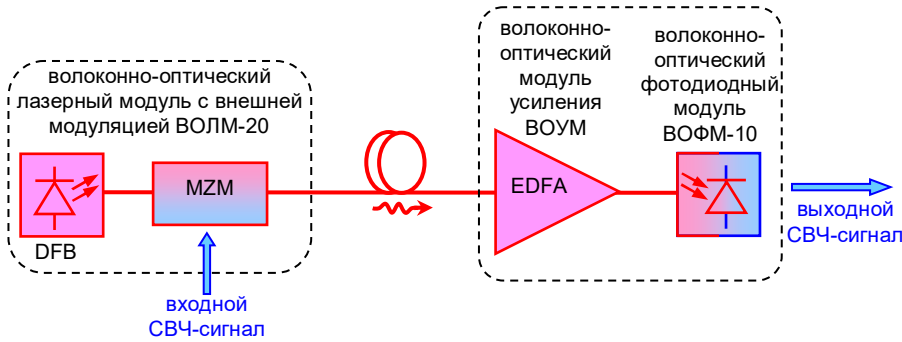 волоконно-оптический
лазерный модуль с внешней
модуляцией ВОЛМ-20
DFB
MZM
входной
СВЧ-сигнал
волоконно-
оптический
модуль
усиления
ВОУМ
EDFA
волоконно-
оптический
фотодиодный
модуль
ВОФМ-10
выходной
СВЧ-сигнал